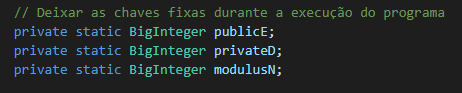 // Deixar as chaves fixas durante a execução do programa
private static BigInteger publicE;
private static BigInteger privateD;
private static BigInteger modulusN;